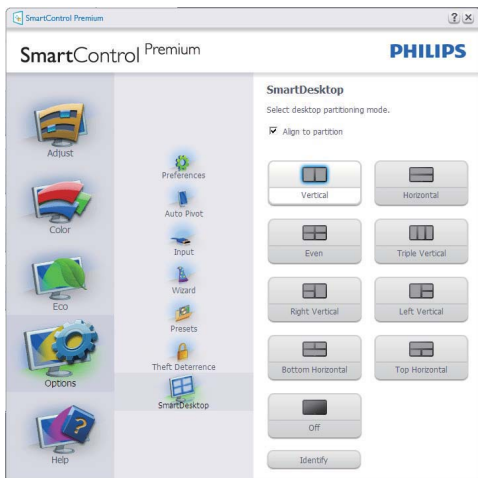 SmartControl Premium
SmartControl Premium
PHILIPS
Adjust
Color
Eco
Options
Help
Preferences
Auto Pivot
Input
Wizard
Presets
Theft Deterrence
SmartDesktop
SmartDesktop
Select desktop partitioning mode.
Align to partition
Vertical
Horizontal
Even
Triple Vertical
Right Vertical
Left Vertical
Bottom Horizontal
Top Horizontal
Off
Identify